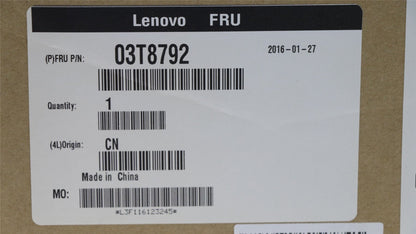 Lenovo FRU
(P)FRU P/N: 03T8792 2016-01-27
Quantity: 1
(4L)Origin: CN
Made in China
MO:
*L3F116123245*